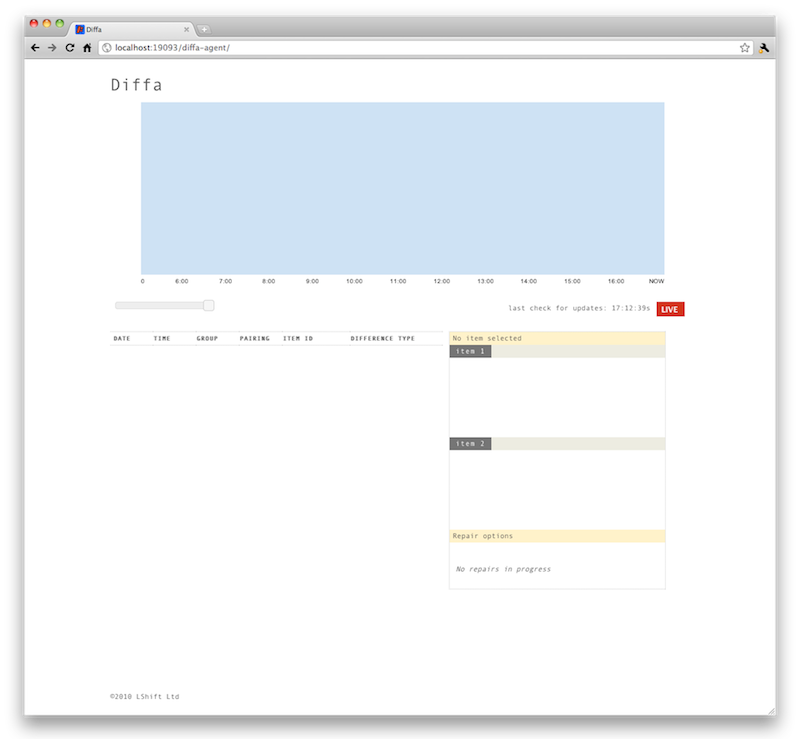 Diffa
localhost:19093/diffa-agent/
Diffa
0 6:00 7:00 8:00 9:00 10:00 11:00 12:00 13:00 14:00 15:00 16:00 NOW
last check for updates: 17:12:39s LIVE
DATE TIME GROUP PAIRING ITEM ID DIFFERENCE TYPE
No item selected
item 1
item 2
Repair options
No repairs in progress
©2010 LShift Ltd